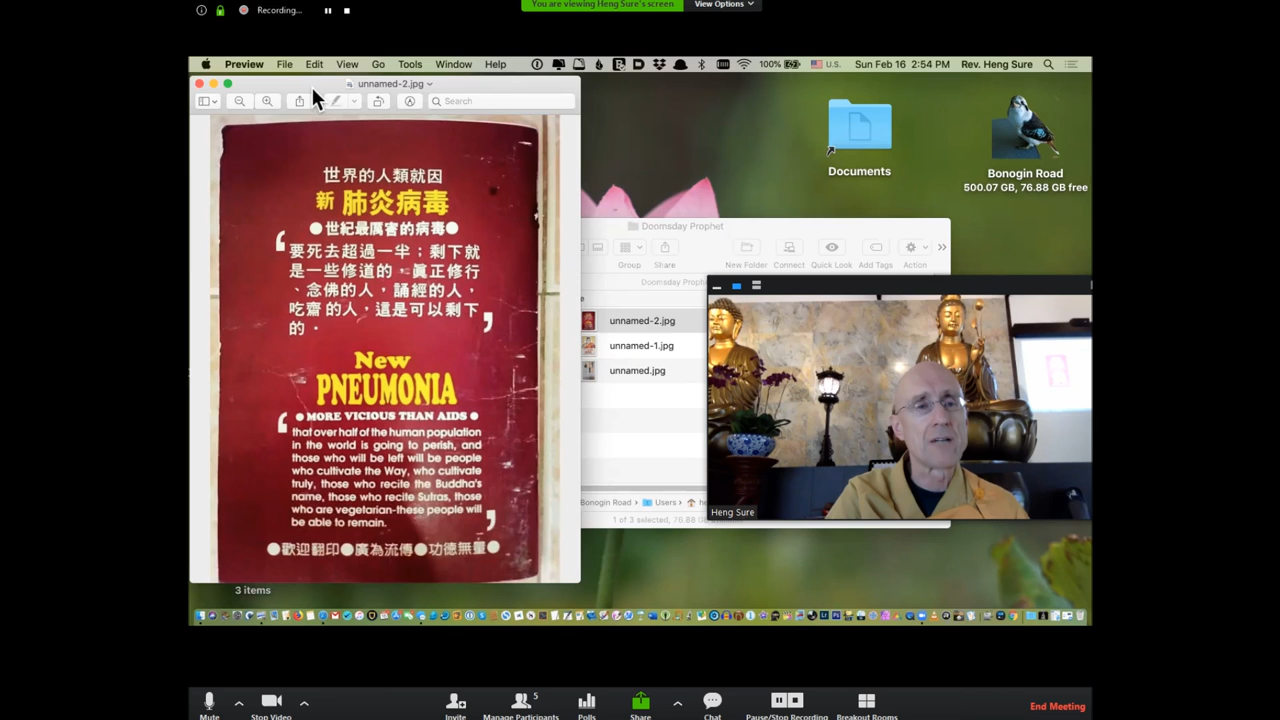 Recording...
You are viewing Heng Sure's screen
View Options
Preview File Edit View Go Tools Window Help
100%
U.S.
Sun Feb 16 2:54 PM
Rev. Heng Sure
unnamed-2.jpg
Search
世界的人類就因
新 肺炎病毒
●世紀最厲害的病毒●
要死去超過一半；剩下就
是一些修道的、真正修行
、念佛的人，誦經的人，
吃齋的人，這是可以剩下
的。
New
PNEUMONIA
● MORE VICIOUS THAN AIDS ●
that over half of the human population
in the world is going to perish, and
those who will be left will be people
who cultivate the Way, who cultivate
truly, those who recite the Buddha's
name, those who recite Sutras, those
who are vegetarian-these people will
be able to remain.
●歡迎翻印●廣為流傳●功德無量●
3 items
Documents
Bonogin Road
500.07 GB, 76.88 GB free
Doomsday Prophet
Group
Share
New Folder
Connect
Quick Look
Add Tags
Action
Doomsday Prophet
unnamed-2.jpg
unnamed-1.jpg
unnamed.jpg
Bonogin Road
Users
1 of 3 selected, 76.88
Heng Sure
Mute
Stop Video
Invite
5
Manage Participants
Polls
Share
Chat
Pause/Stop Recording
Breakout Rooms
End Meeting